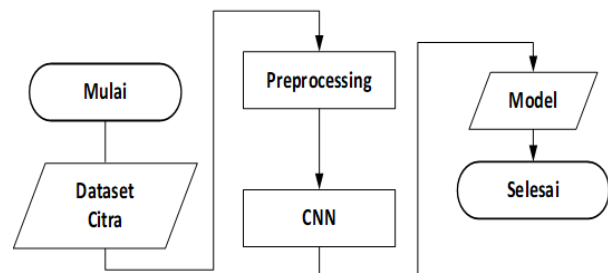 Mulai
Dataset
Citra
Preprocessing
CNN
Model
Selesai